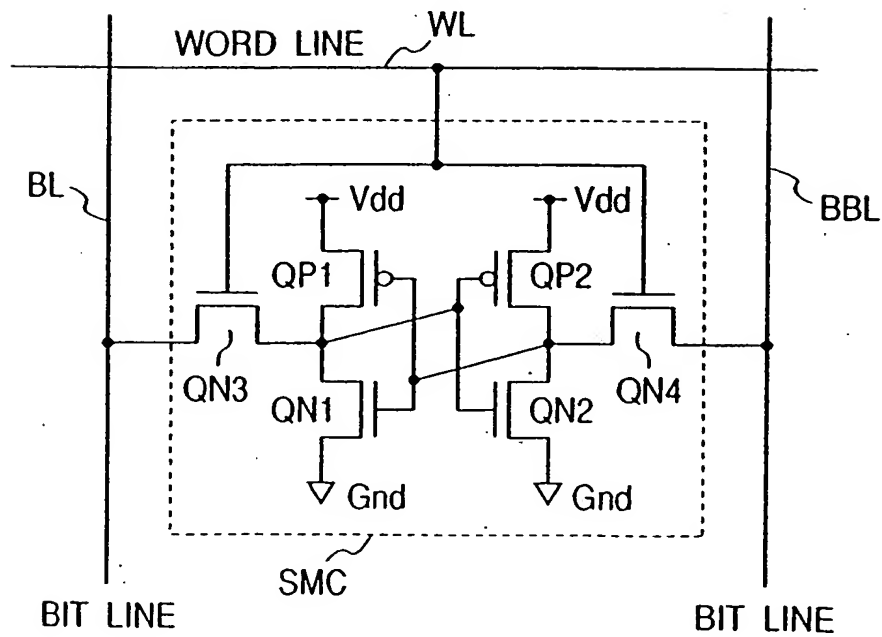 WL
WORD LINE
BL
BBL
Vdd
Vdd
QP1
QP2
QN3
QN4
QN1
QN2
Gnd
Gnd
SMC
BIT LINE
BIT LINE